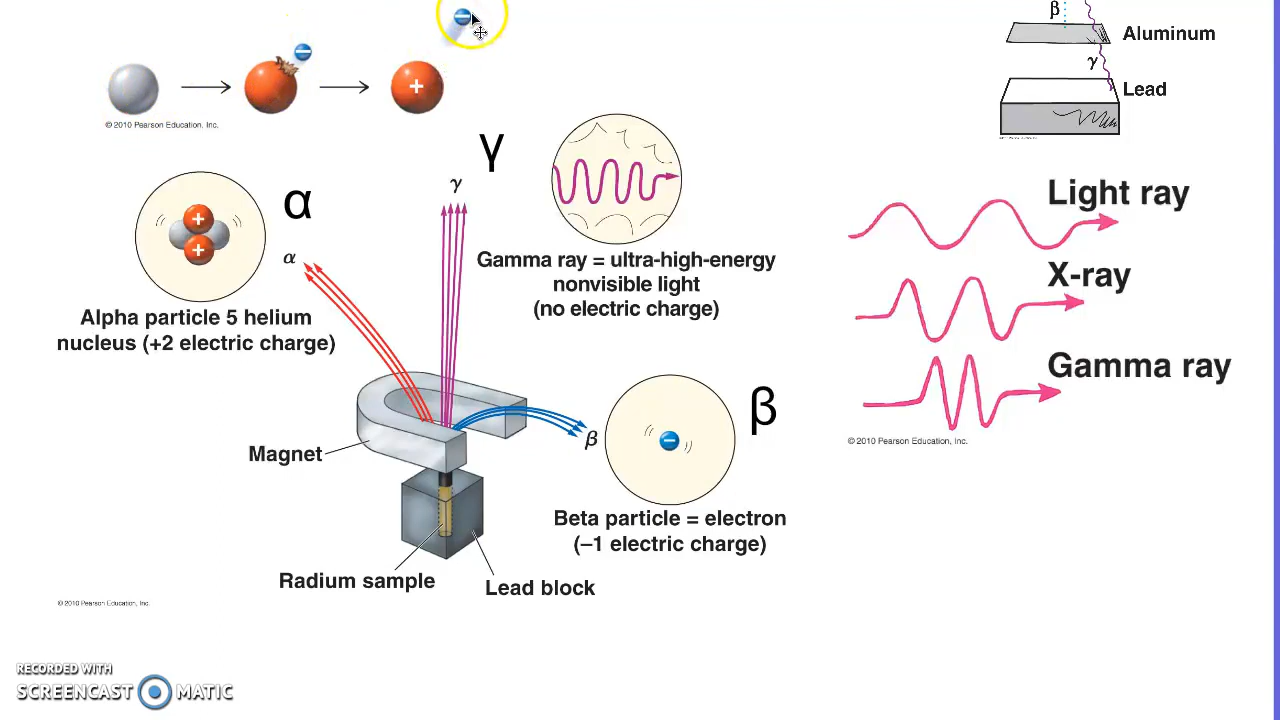 β
Aluminum
γ
Lead
+
© 2010 Pearson Education, Inc.
γ
α
γ
α
+
+
Gamma ray = ultra-high-energy
nonvisible light
(no electric charge)
Alpha particle 5 helium
nucleus (+2 electric charge)
Light ray
X-ray
Gamma ray
© 2010 Pearson Education, Inc.
β
β
Magnet
Beta particle = electron
(–1 electric charge)
Radium sample
Lead block
© 2010 Pearson Education, Inc.
RECORDED WITH
SCREENCAST MATIC